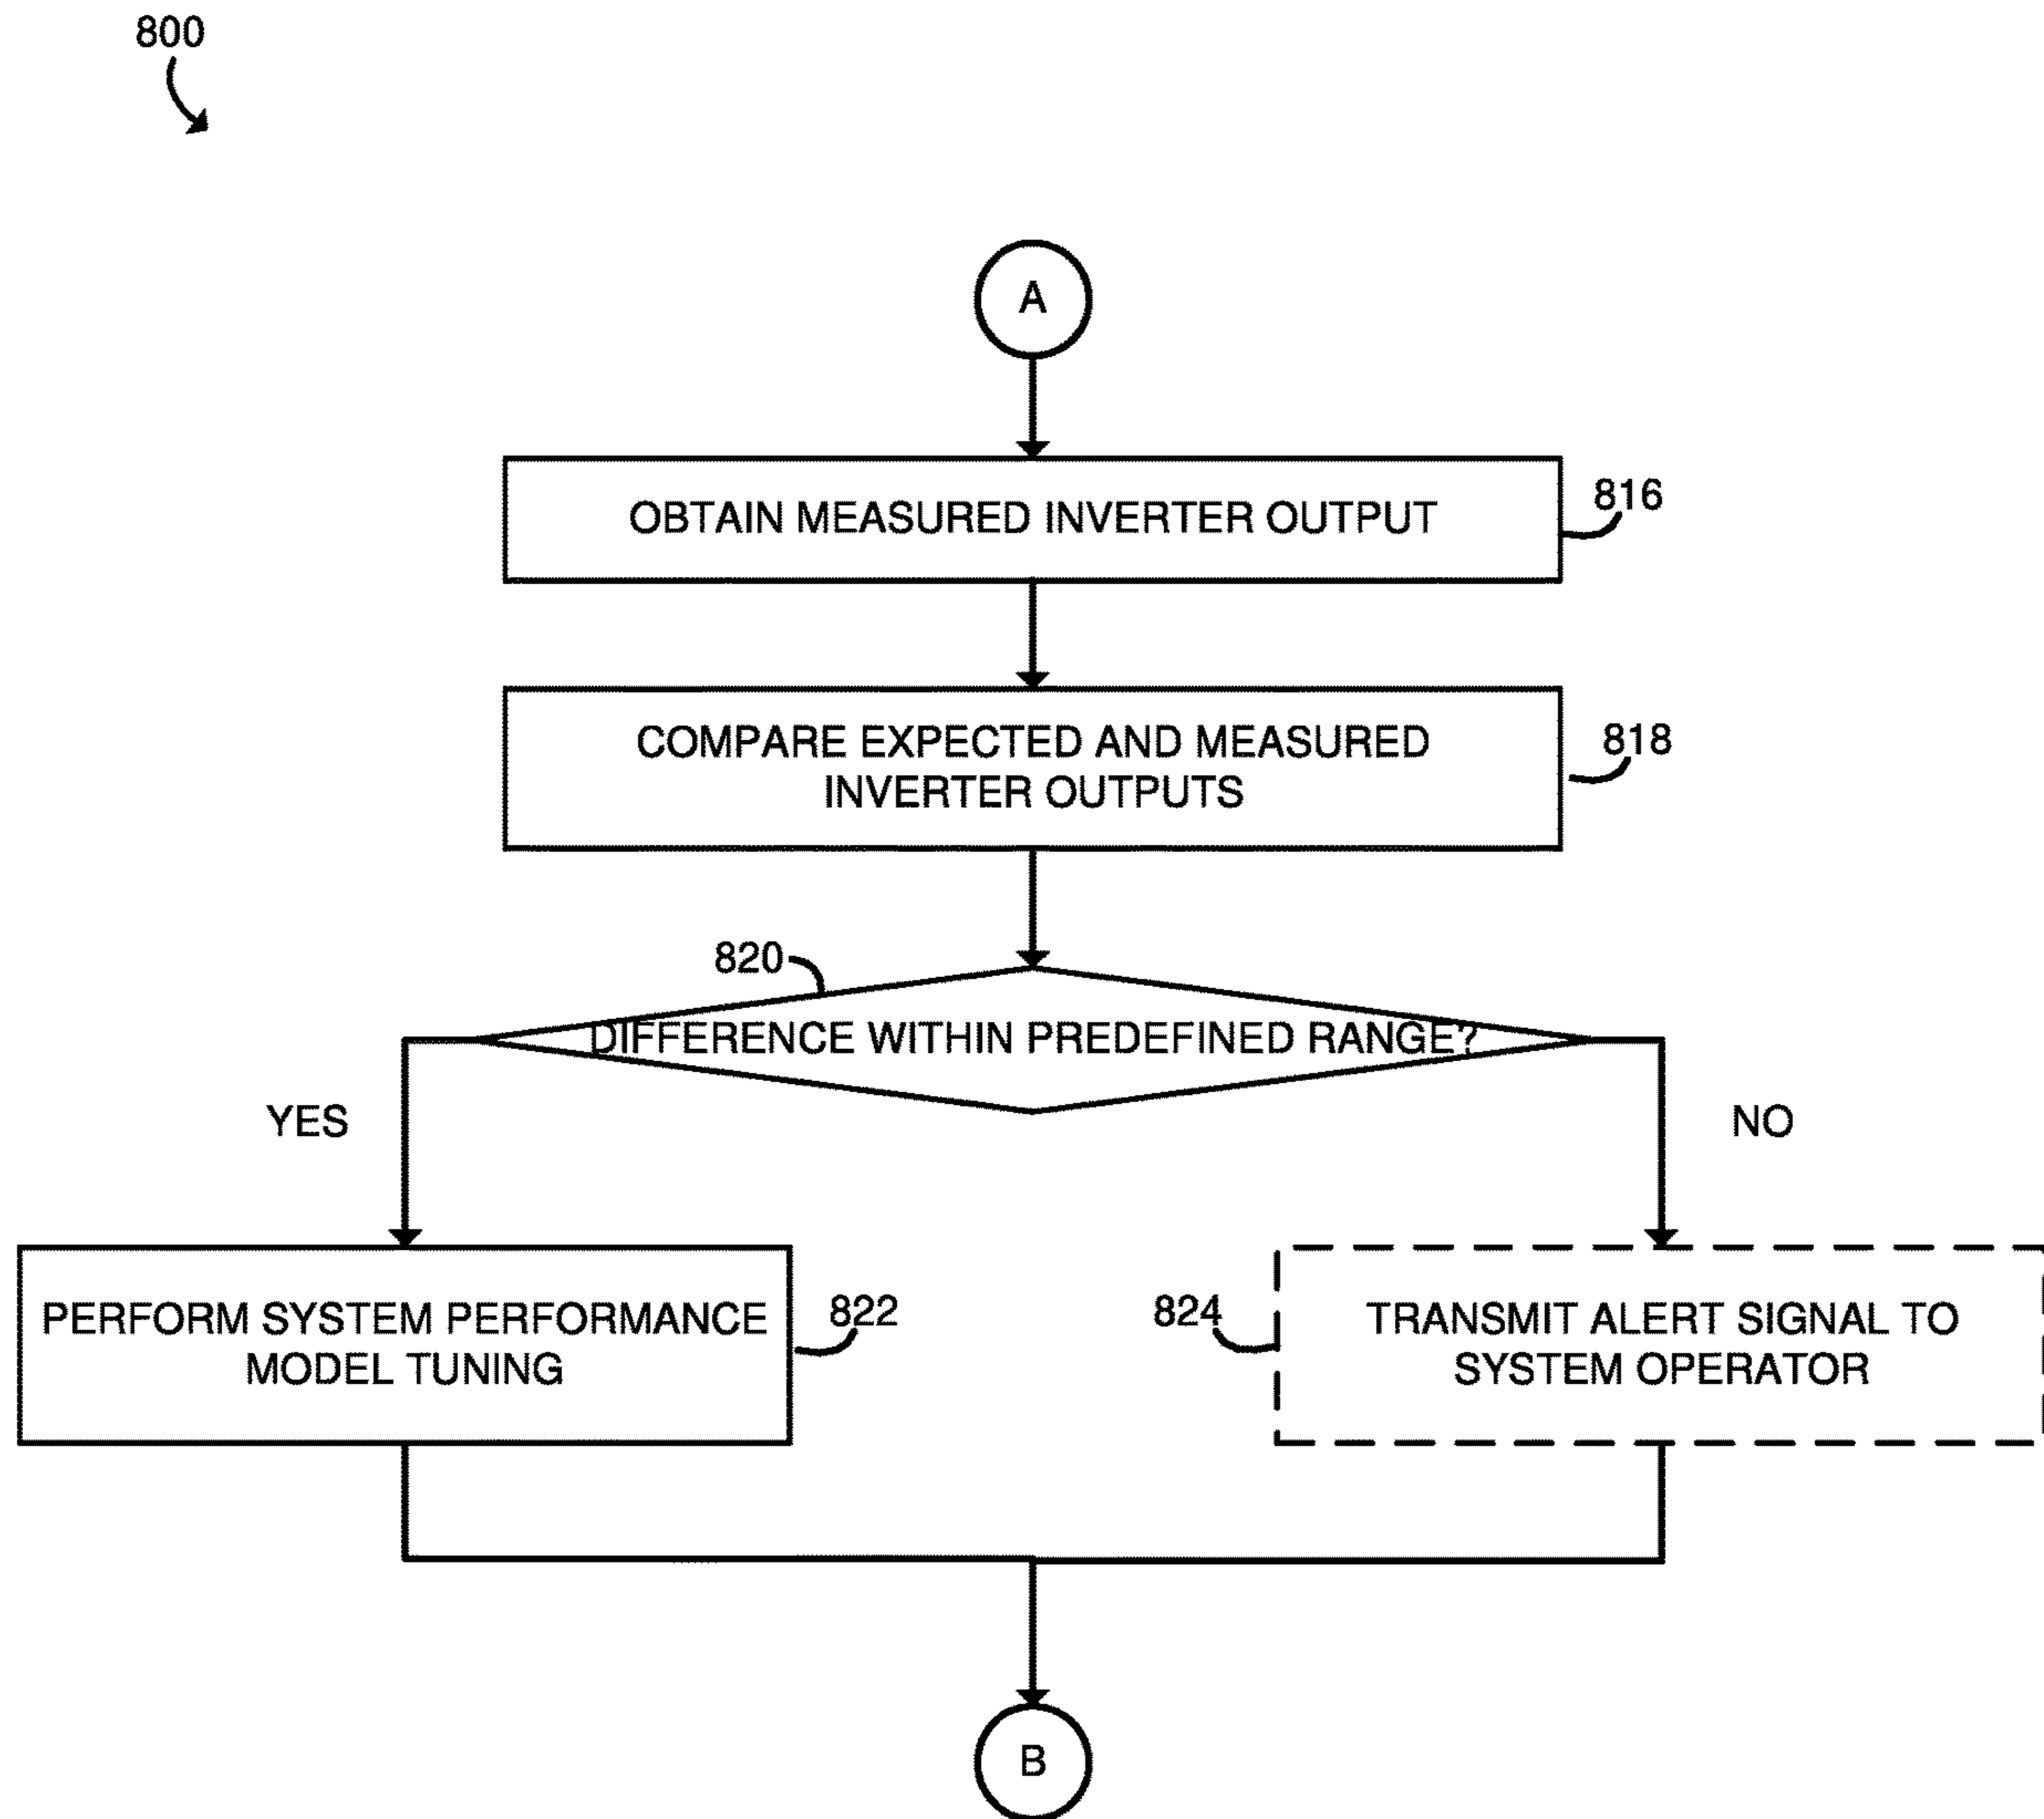 800
A
OBTAIN MEASURED INVERTER OUTPUT
816
COMPARE EXPECTED AND MEASURED
INVERTER OUTPUTS
818
820
DIFFERENCE WITHIN PREDEFINED RANGE?
YES
NO
PERFORM SYSTEM PERFORMANCE
MODEL TUNING
822
824
TRANSMIT ALERT SIGNAL TO
SYSTEM OPERATOR
B